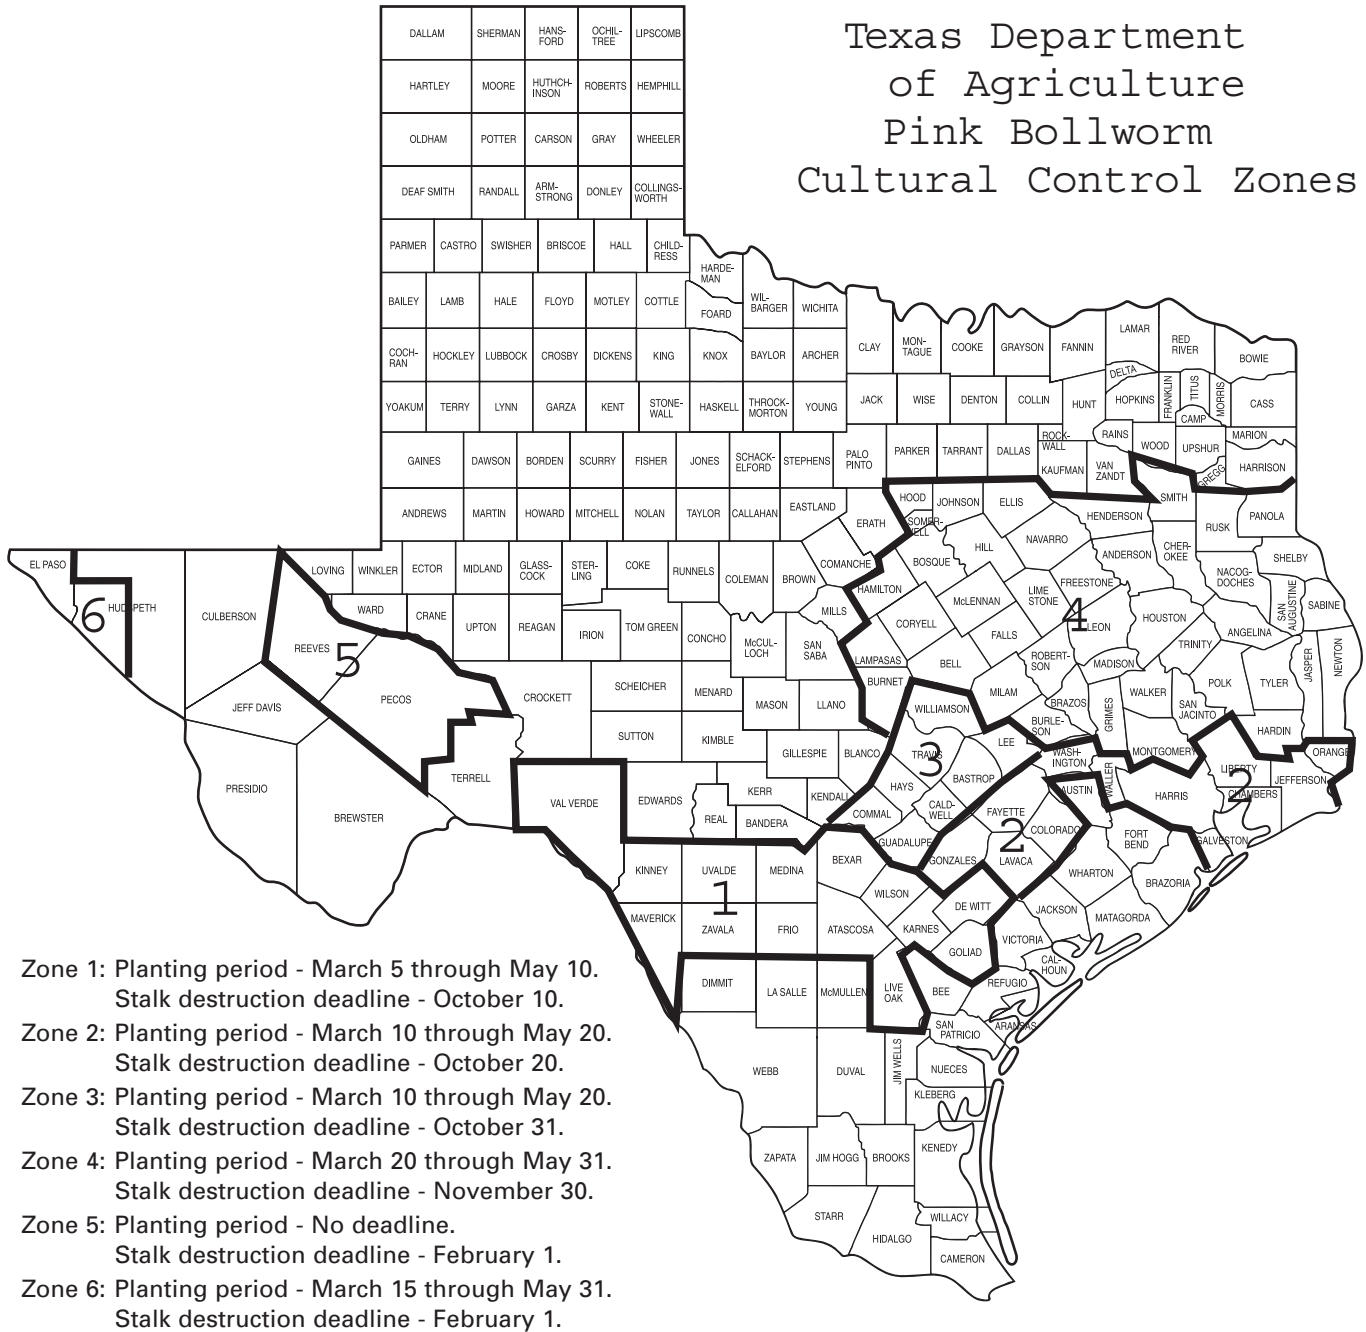 Texas Department
of Agriculture
Pink Bollworm
Cultural Control Zones
DALLAM SHERMAN HANS-FORD OCHIL-TREE LIPSCOMB
HARTLEY MOORE HUTHCH-INSON ROBERTS HEMPHILL
OLDHAM POTTER CARSON GRAY WHEELER
DEAF SMITH RANDALL ARM-STRONG DONLEY COLLINGS-WORTH
PARMER CASTRO SWISHER BRISCOE HALL CHILD-RESS
HARDE-MAN
BAILEY LAMB HALE FLOYD MOTLEY COTTLE FOARD WIL-BARGER WICHITA
COCH-RAN HOCKLEY LUBBOCK CROSBY DICKENS KING KNOX BAYLOR ARCHER CLAY MON-TAGUE COOKE GRAYSON FANNIN LAMAR RED RIVER BOWIE
DELTA
YOAKUM TERRY LYNN GARZA KENT STONE-WALL HASKELL THROCK-MORTON YOUNG JACK WISE DENTON COLLIN HUNT HOPKINS FRANKLIN TITUS MORRIS CASS
CAMP
GAINES DAWSON BORDEN SCURRY FISHER JONES SCHACK-ELFORD STEPHENS PALO PINTO PARKER TARRANT DALLAS ROCK-WALL KAUFMAN RAINS VAN ZANDT WOOD UPSHUR GREGG MARION HARRISON
ANDREWS MARTIN HOWARD MITCHELL NOLAN TAYLOR CALLAHAN EASTLAND ERATH HOOD SOMER-VELL JOHNSON ELLIS HENDERSON SMITH RUSK PANOLA
EL PASO HUDSPETH CULBERSON REEVES LOVING WINKLER ECTOR MIDLAND GLASS-COCK STER-LING COKE RUNNELS COLEMAN BROWN COMANCHE HAMILTON BOSQUE HILL NAVARRO ANDERSON CHER-OKEE NACOG-DOCHES SHELBY
6
WARD CRANE UPTON REAGAN IRION TOM GREEN CONCHO McCUL-LOCH SAN SABA MILLS CORYELL McLENNAN LIME STONE FREESTONE LEON HOUSTON ANGELINA SAN AUGUSTINE SABINE
5
4
JEFF DAVIS PECOS CROCKETT SCHEICHER MENARD MASON LLANO LAMPASAS BURNET BELL FALLS ROBERT-SON MADISON TRINITY POLK TYLER JASPER NEWTON
WILLIAMSON MILAM BRAZOS GRIMES WALKER SAN JACINTO HARDIN
SUTTON KIMBLE GILLESPIE BLANCO TRAVIS LEE BURLE-SON WASH-INGTON MONTGOMERY LIBERTY ORANGE
3
PRESIDIO BREWSTER TERRELL VAL VERDE EDWARDS REAL KERR BANDERA KENDALL HAYS BASTROP AUSTIN WALLER HARRIS CHAMBERS JEFFERSON
2
COMMAL CALD-WELL FAYETTE COLORADO FORT BEND GALVESTON
2
KINNEY UVALDE MEDINA BEXAR GUADALUPE GONZALES LAVACA WHARTON BRAZORIA
1
MAVERICK ZAVALA FRIO ATASCOSA WILSON KARNES DE WITT JACKSON MATAGORDA
DIMMIT LA SALLE McMULLEN LIVE OAK GOLIAD VICTORIA CAL-HOUN
BEE REFUGIO
WEBB DUVAL JIM WELLS SAN PATRICIO ARANSAS
NUECES
KLEBERG
ZAPATA JIM HOGG BROOKS KENEDY
STARR HIDALGO WILLACY
CAMERON
Zone 1: Planting period - March 5 through May 10.
Stalk destruction deadline - October 10.
Zone 2: Planting period - March 10 through May 20.
Stalk destruction deadline - October 20.
Zone 3: Planting period - March 10 through May 20.
Stalk destruction deadline - October 31.
Zone 4: Planting period - March 20 through May 31.
Stalk destruction deadline - November 30.
Zone 5: Planting period - No deadline.
Stalk destruction deadline - February 1.
Zone 6: Planting period - March 15 through May 31.
Stalk destruction deadline - February 1.